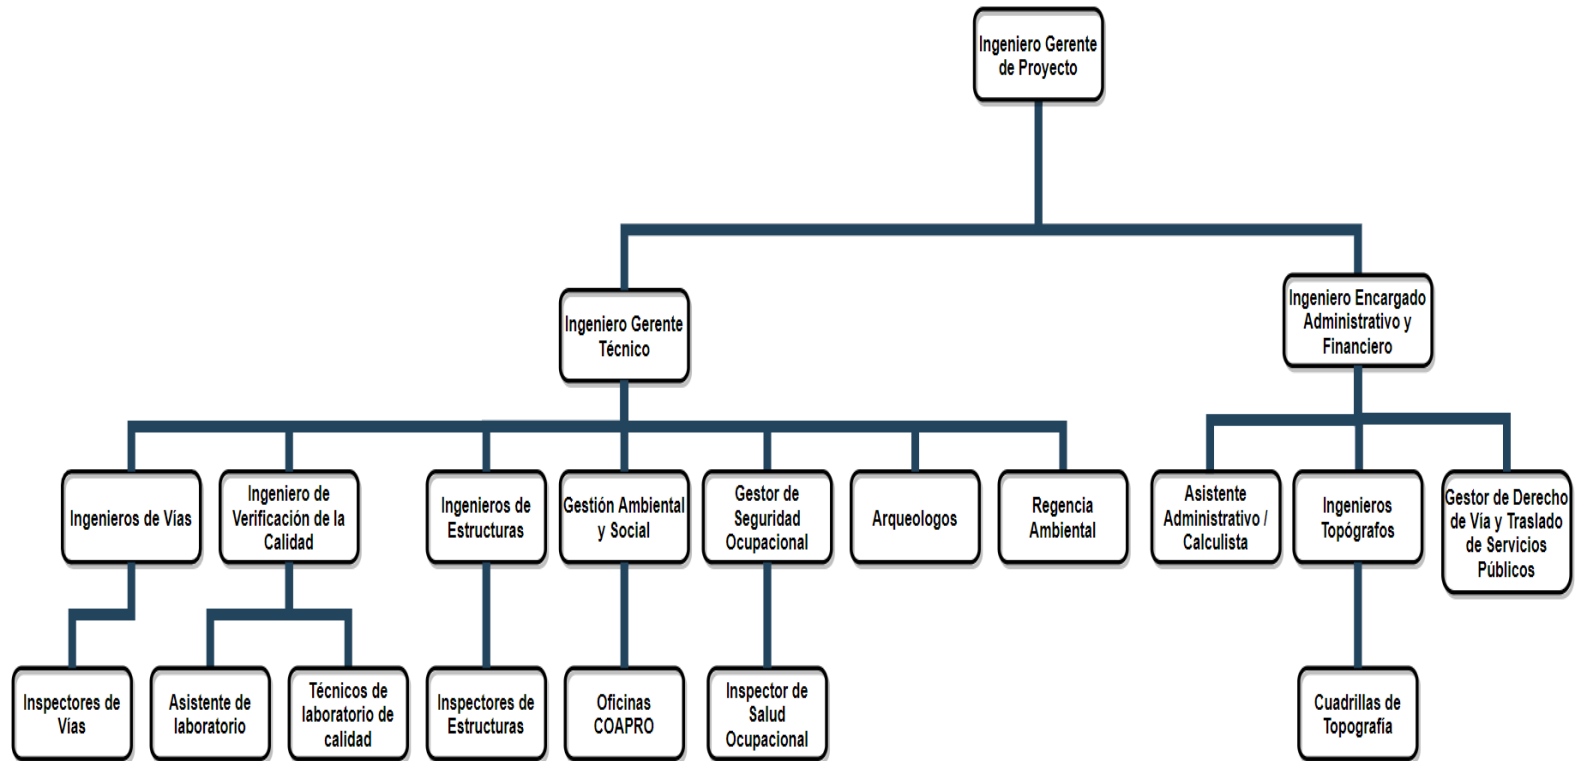 Ingeniero Gerente
de Proyecto
Ingeniero Gerente
Técnico
Ingeniero Encargado
Administrativo y
Financiero
Ingenieros de Vías
Ingeniero de
Verificación de la
Calidad
Ingenieros de
Estructuras
Gestión Ambiental
y Social
Gestor de
Seguridad
Ocupacional
Arqueologos
Regencia
Ambiental
Asistente
Administrativo /
Calculista
Ingenieros
Topógrafos
Gestor de Derecho
de Vía y Traslado
de Servicios
Públicos
Inspectores de
Vías
Asistente de
laboratorio
Técnicos de
laboratorio de
calidad
Inspectores de
Estructuras
Oficinas
COAPRO
Inspector de
Salud
Ocupacional
Cuadrillas de
Topografía